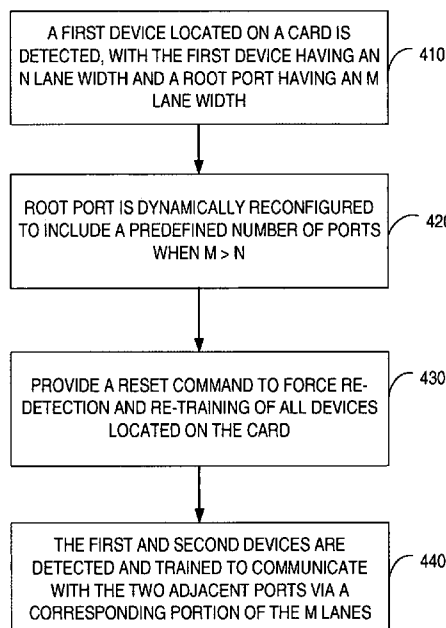 A FIRST DEVICE LOCATED ON A CARD IS
DETECTED, WITH THE FIRST DEVICE HAVING AN
N LANE WIDTH AND A ROOT PORT HAVING AN M
LANE WIDTH
410
ROOT PORT IS DYNAMICALLY RECONFIGURED
TO INCLUDE A PREDEFINED NUMBER OF PORTS
WHEN M > N
420
PROVIDE A RESET COMMAND TO FORCE RE-
DETECTION AND RE-TRAINING OF ALL DEVICES
LOCATED ON THE CARD
430
THE FIRST AND SECOND DEVICES ARE
DETECTED AND TRAINED TO COMMUNICATE
WITH THE TWO ADJACENT PORTS VIA A
CORRESPONDING PORTION OF THE M LANES
440